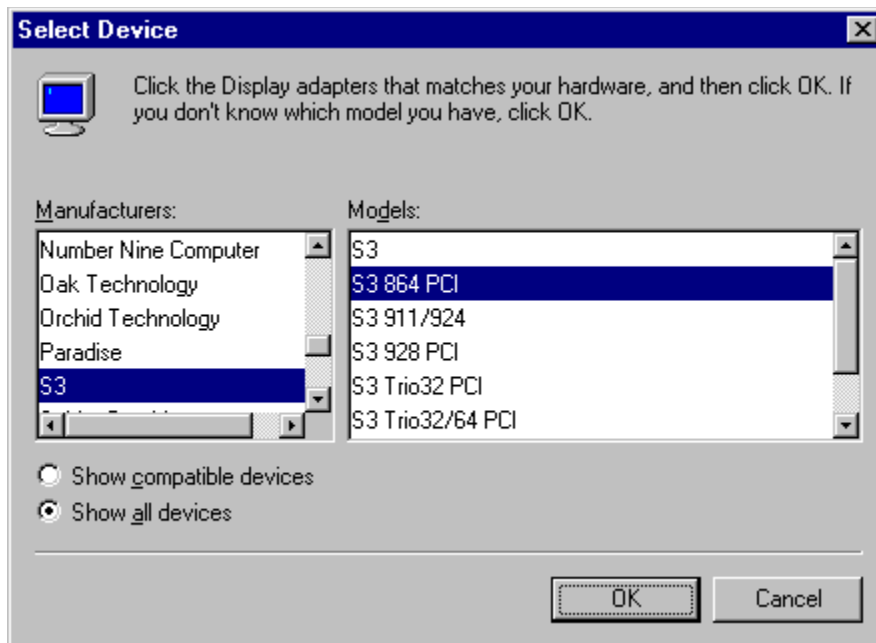 Select Device
Click the Display adapters that matches your hardware, and then click OK. If
you don't know which model you have, click OK.
Manufacturers:
Number Nine Computer
Oak Technology
Orchid Technology
Paradise
S3
Models:
S3
S3 864 PCI
S3 911/924
S3 928 PCI
S3 Trio32 PCI
S3 Trio32/64 PCI
Show compatible devices
Show all devices
OK
Cancel